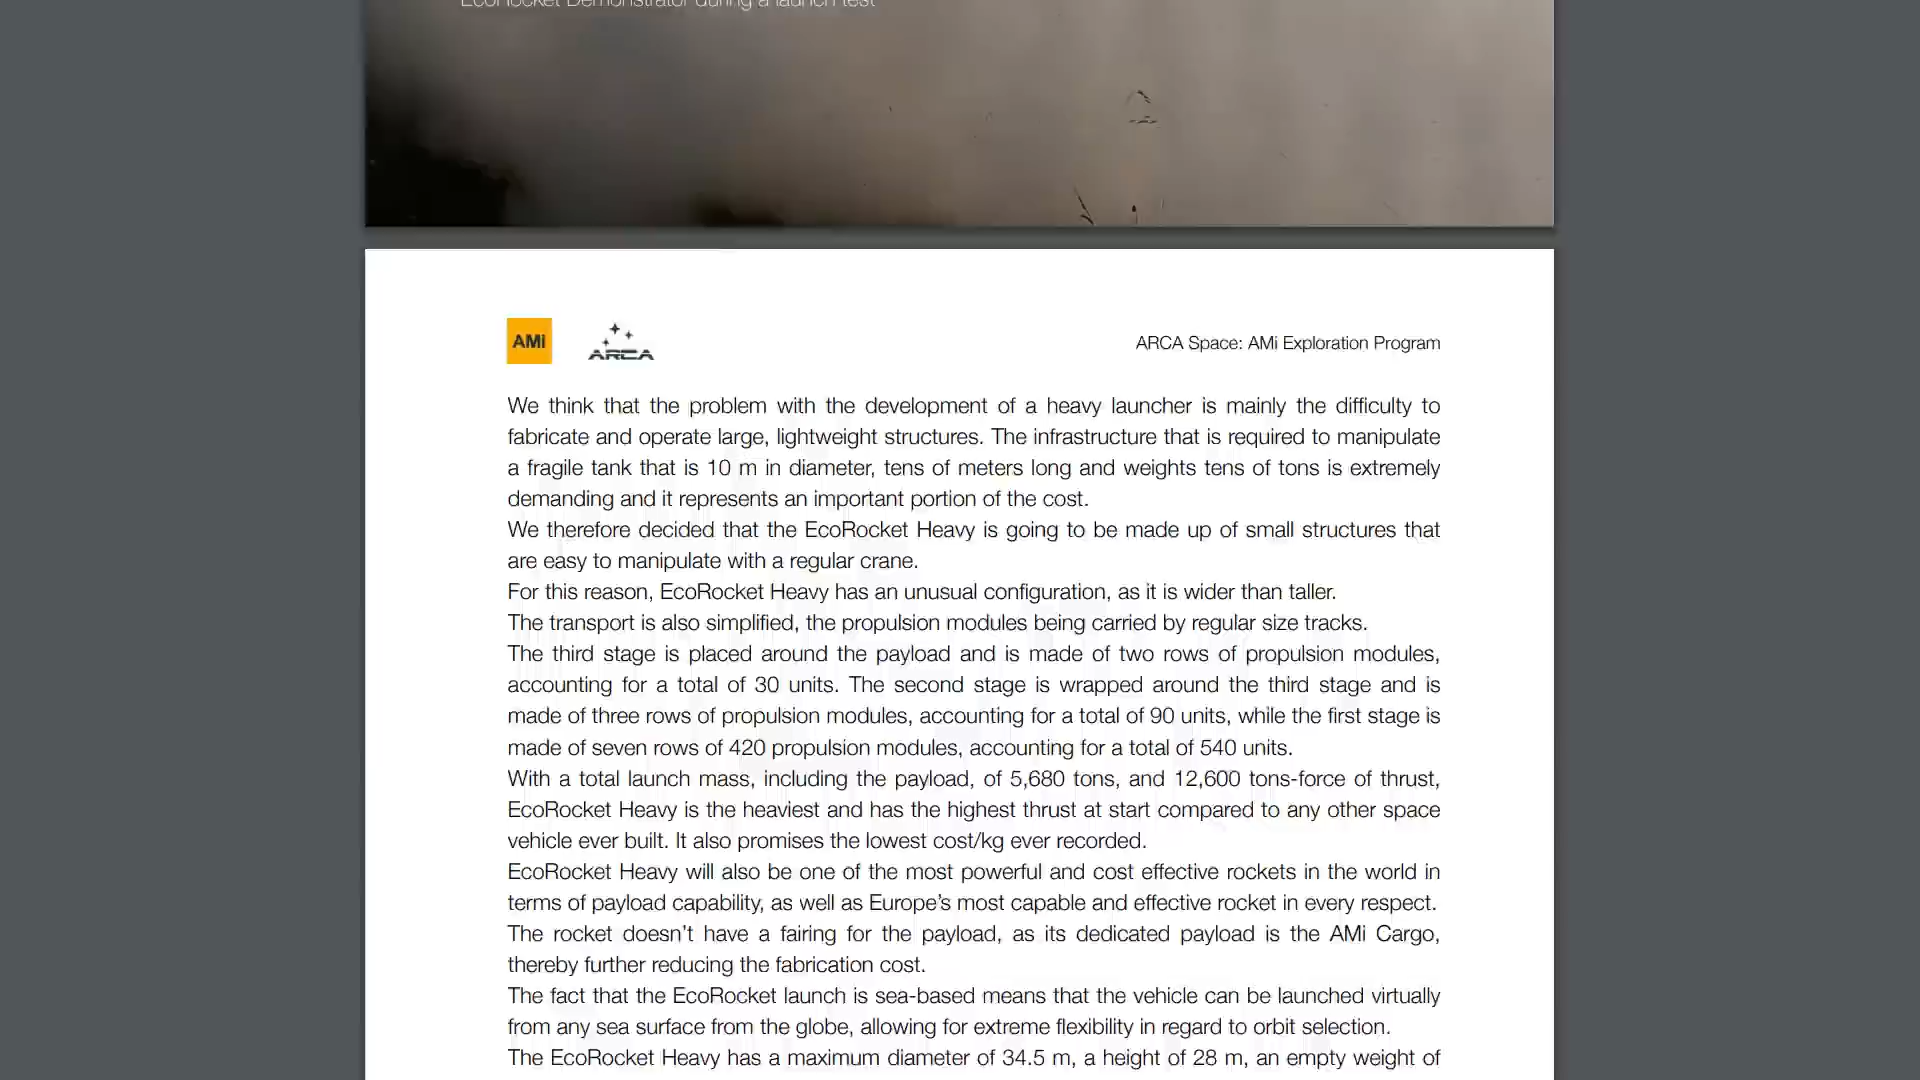 EcoRocket Demonstrator during a launch test
AMi
ARCA
ARCA Space: AMi Exploration Program
We think that the problem with the development of a heavy launcher is mainly the difficulty to
fabricate and operate large, lightweight structures. The infrastructure that is required to manipulate
a fragile tank that is 10 m in diameter, tens of meters long and weights tens of tons is extremely
demanding and it represents an important portion of the cost.
We therefore decided that the EcoRocket Heavy is going to be made up of small structures that
are easy to manipulate with a regular crane.
For this reason, EcoRocket Heavy has an unusual configuration, as it is wider than taller.
The transport is also simplified, the propulsion modules being carried by regular size tracks.
The third stage is placed around the payload and is made of two rows of propulsion modules,
accounting for a total of 30 units. The second stage is wrapped around the third stage and is
made of three rows of propulsion modules, accounting for a total of 90 units, while the first stage is
made of seven rows of 420 propulsion modules, accounting for a total of 540 units.
With a total launch mass, including the payload, of 5,680 tons, and 12,600 tons-force of thrust,
EcoRocket Heavy is the heaviest and has the highest thrust at start compared to any other space
vehicle ever built. It also promises the lowest cost/kg ever recorded.
EcoRocket Heavy will also be one of the most powerful and cost effective rockets in the world in
terms of payload capability, as well as Europe's most capable and effective rocket in every respect.
The rocket doesn't have a fairing for the payload, as its dedicated payload is the AMi Cargo,
thereby further reducing the fabrication cost.
The fact that the EcoRocket launch is sea-based means that the vehicle can be launched virtually
from any sea surface from the globe, allowing for extreme flexibility in regard to orbit selection.
The EcoRocket Heavy has a maximum diameter of 34.5 m, a height of 28 m, an empty weight of